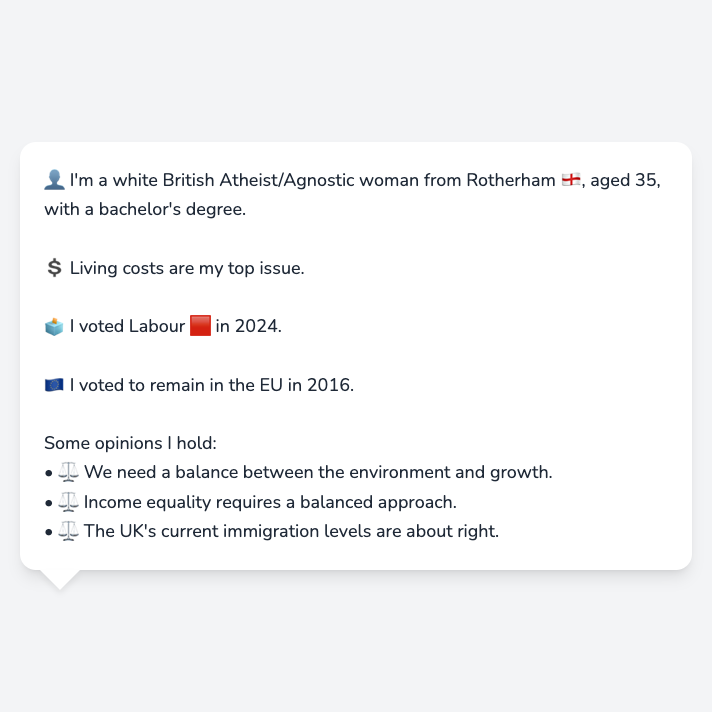 👤 I'm a white British Atheist/Agnostic woman from Rotherham 🏴󠁧󠁢󠁥󠁮󠁧󠁿, aged 35,
with a bachelor's degree.
💲 Living costs are my top issue.
🗳️ I voted Labour 🟥 in 2024.
🇪🇺 I voted to remain in the EU in 2016.
Some opinions I hold:
• ⚖️ We need a balance between the environment and growth.
• ⚖️ Income equality requires a balanced approach.
• ⚖️ The UK's current immigration levels are about right.